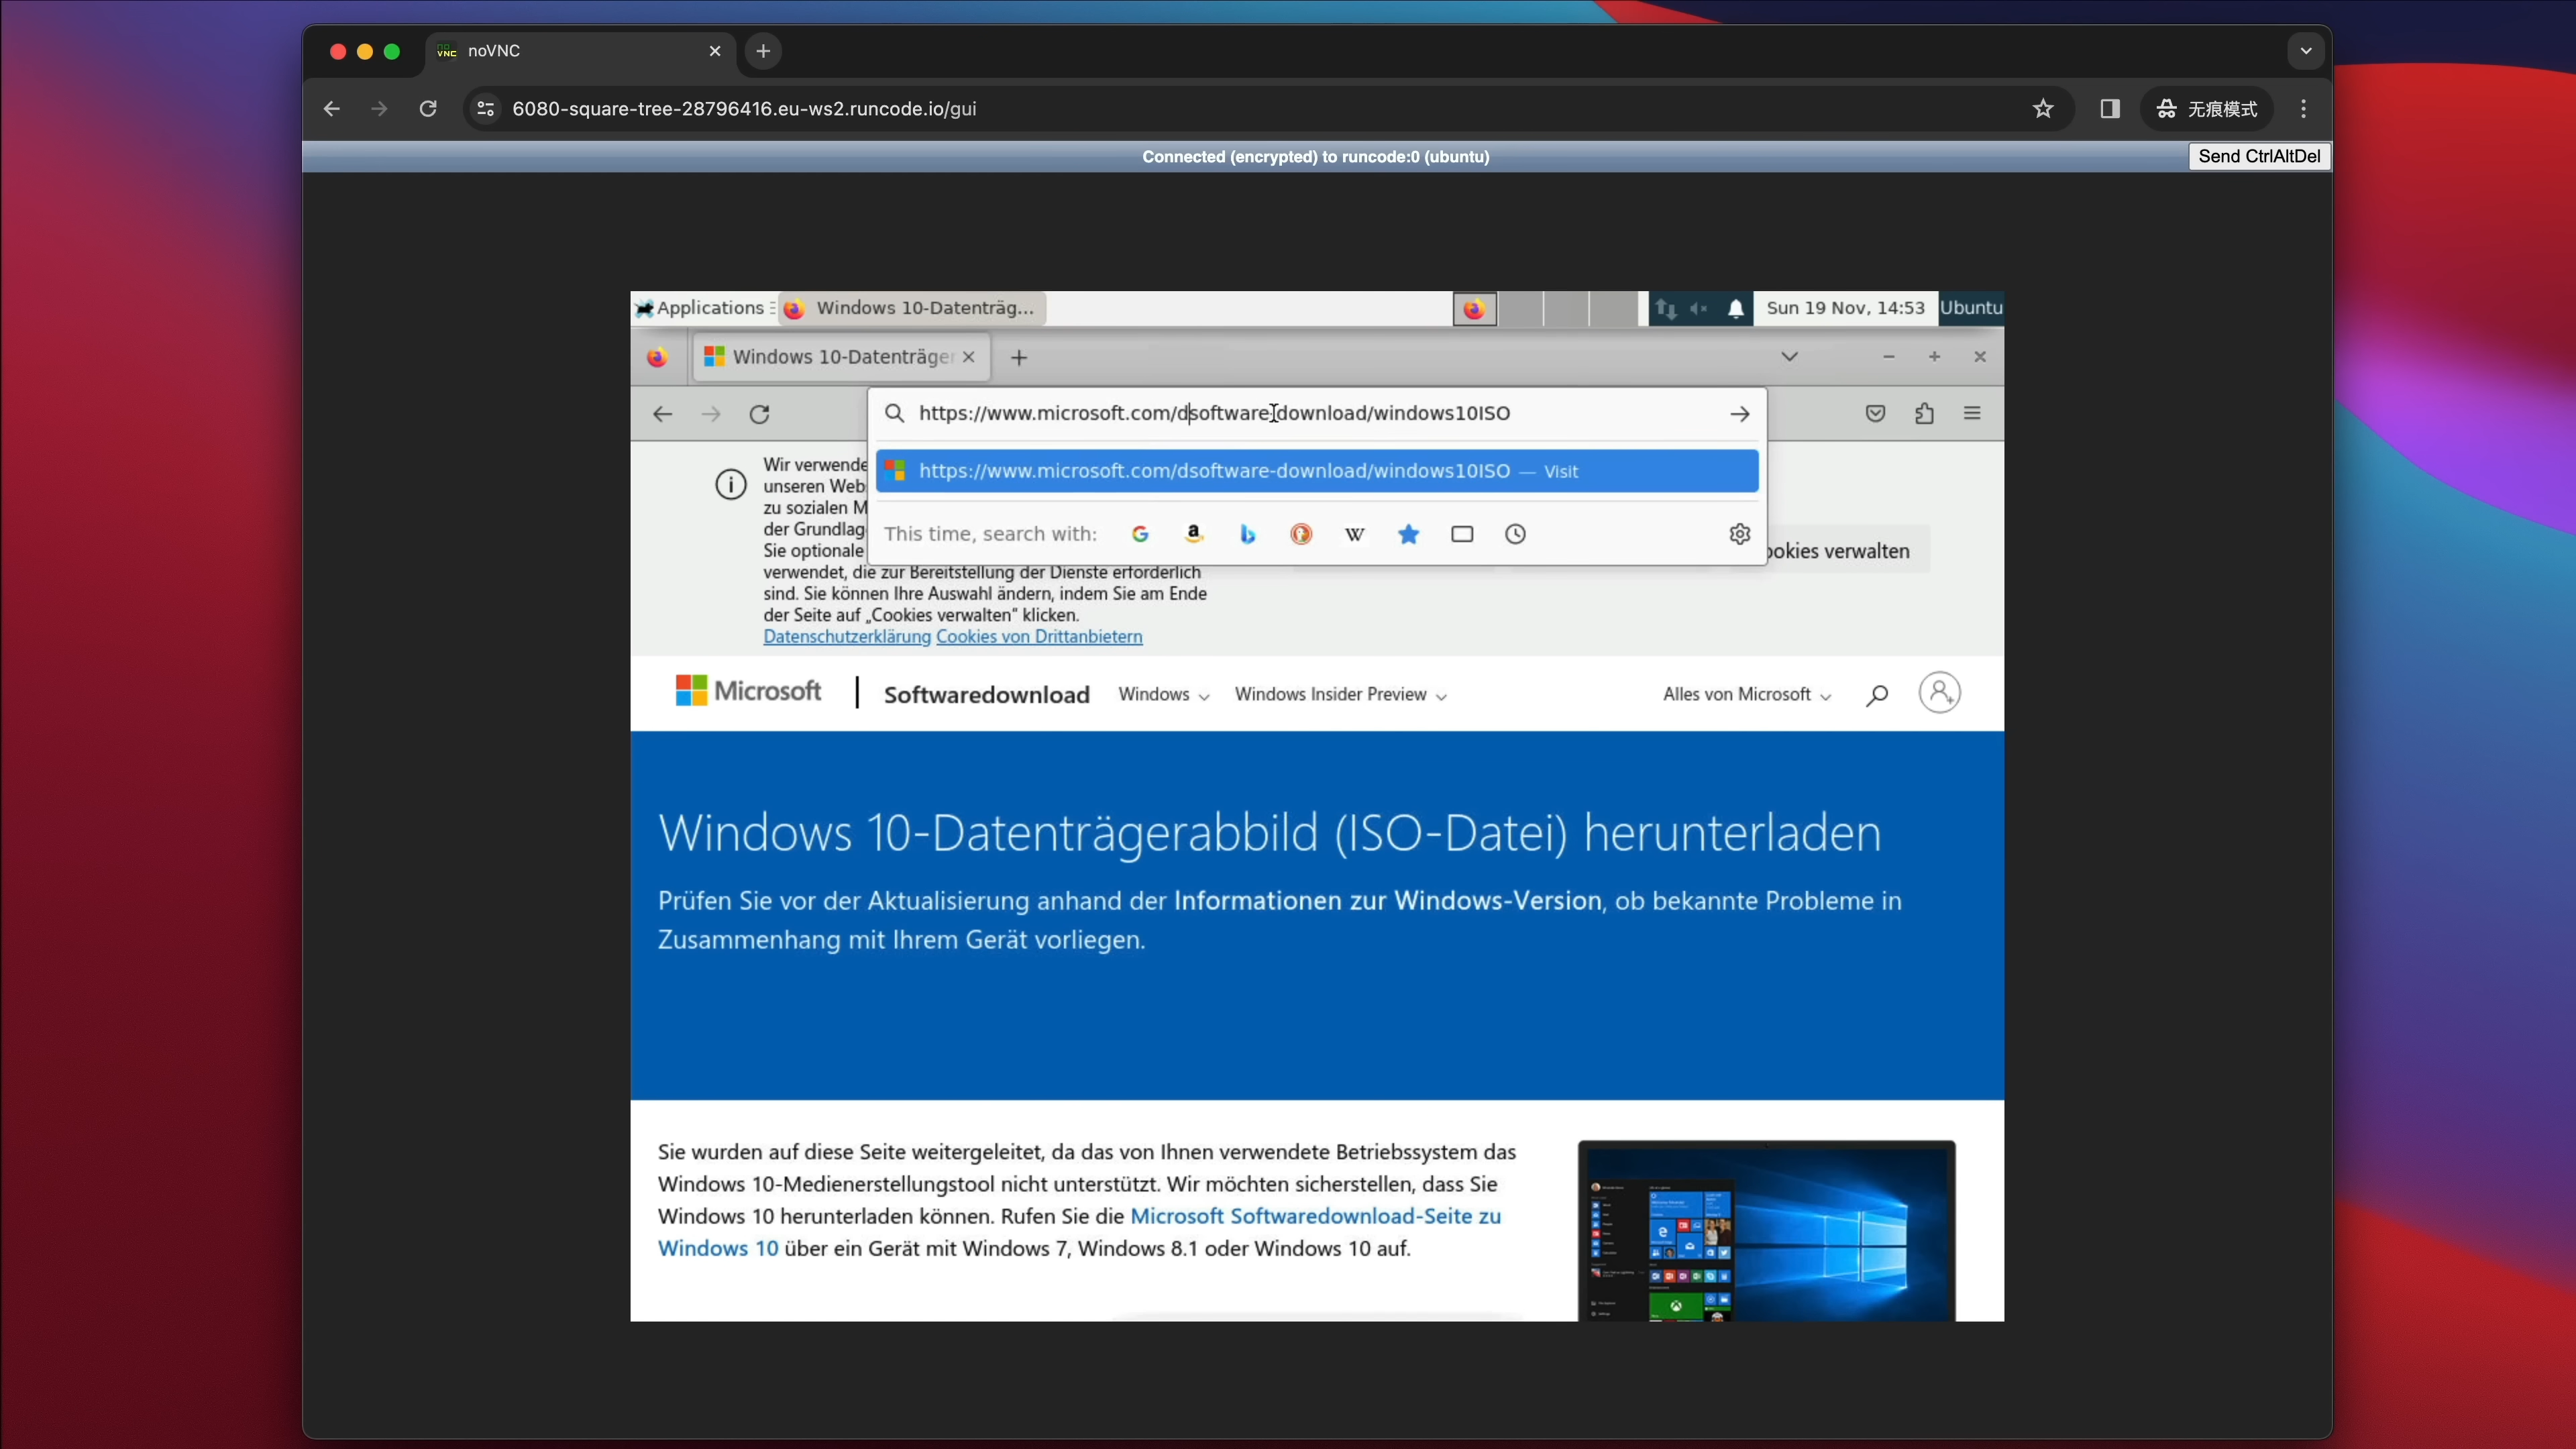 noVNC
6080-square-tree-28796416.eu-ws2.runcode.io/gui
无痕模式
Connected (encrypted) to runcode:0 (ubuntu)
Send CtrlAltDel
Applications
Windows 10-Datenträg...
Sun 19 Nov, 14:53
Ubuntu
Windows 10-Datenträger
https://www.microsoft.com/dsoftware-download/windows10ISO
https://www.microsoft.com/dsoftware-download/windows10ISO — Visit
This time, search with:
Wir verwende
unseren Web
zu sozialen M
der Grundlag
Sie optionale
verwendet, die zur Bereitstellung der Dienste erforderlich
sind. Sie können Ihre Auswahl ändern, indem Sie am Ende
der Seite auf „Cookies verwalten“ klicken.
Datenschutzerklärung Cookies von Drittanbietern
ookies verwalten
Microsoft
Softwaredownload
Windows
Windows Insider Preview
Alles von Microsoft
Windows 10-Datenträgerabbild (ISO-Datei) herunterladen
Prüfen Sie vor der Aktualisierung anhand der Informationen zur Windows-Version, ob bekannte Probleme in
Zusammenhang mit Ihrem Gerät vorliegen.
Sie wurden auf diese Seite weitergeleitet, da das von Ihnen verwendete Betriebssystem das
Windows 10-Medienerstellungstool nicht unterstützt. Wir möchten sicherstellen, dass Sie
Windows 10 herunterladen können. Rufen Sie die Microsoft Softwaredownload-Seite zu
Windows 10 über ein Gerät mit Windows 7, Windows 8.1 oder Windows 10 auf.